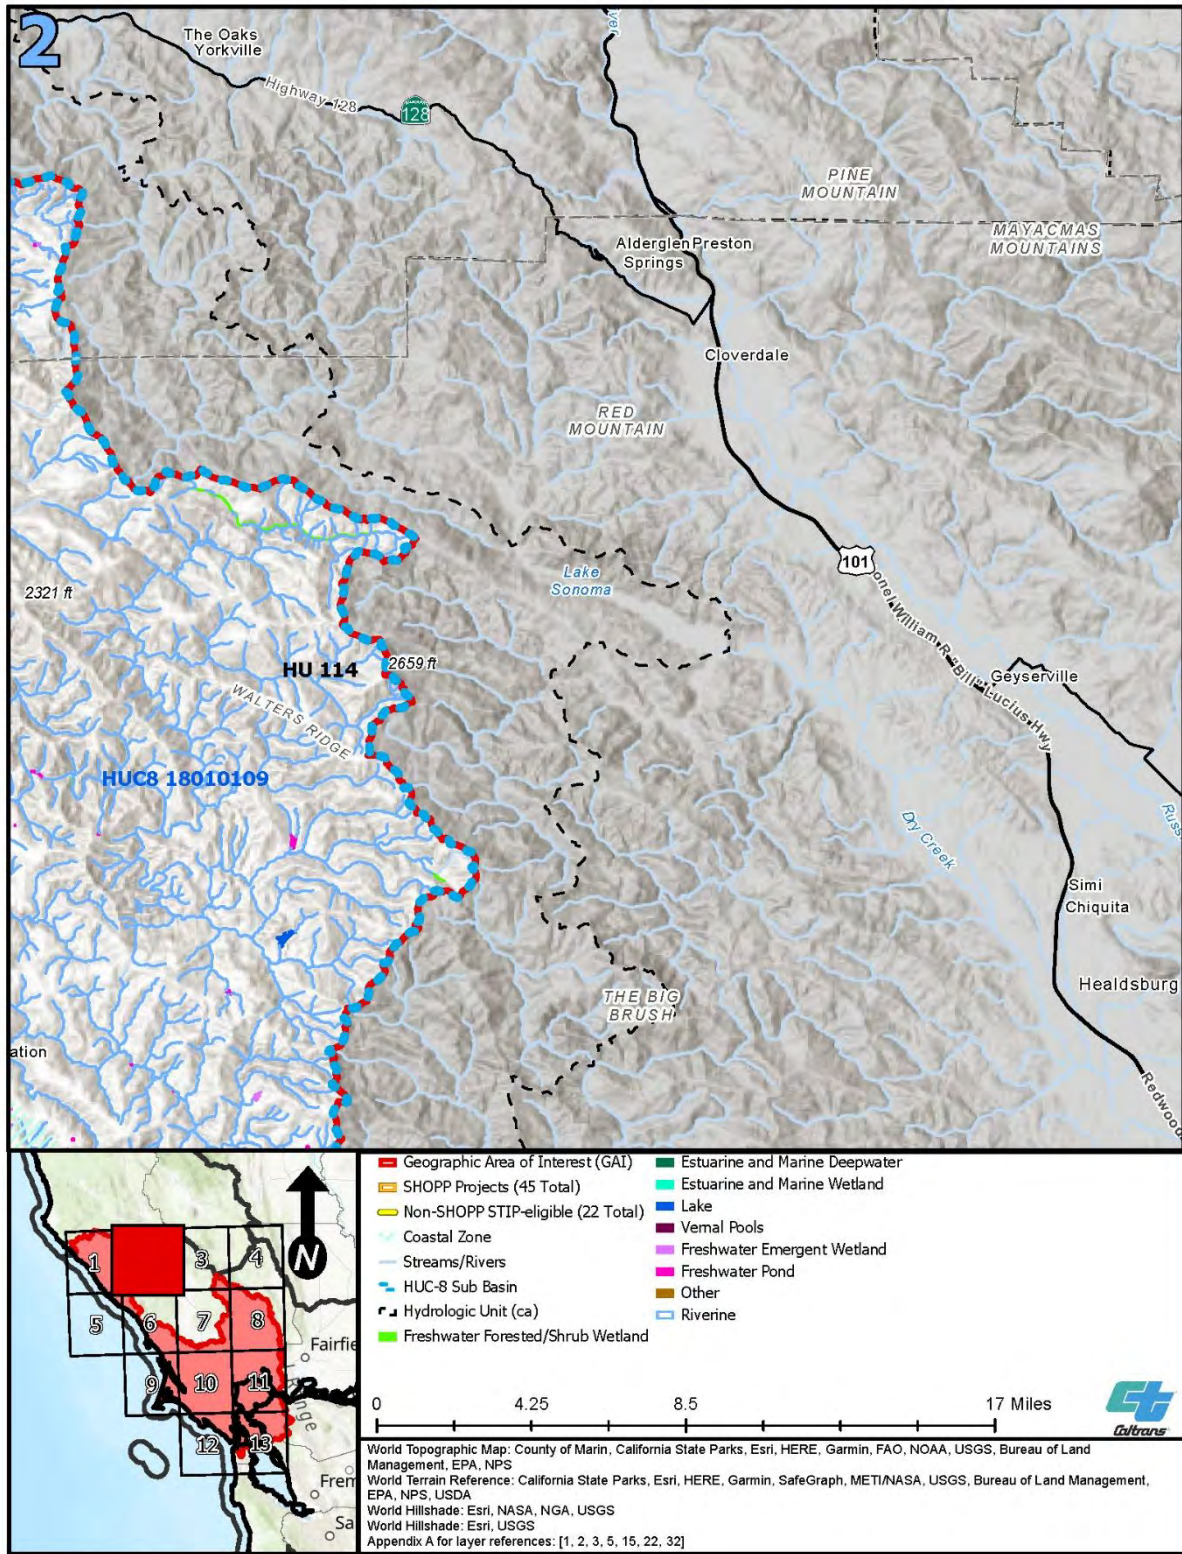 2
The Oaks
Yorkville
Highway 128
128
PINE
MOUNTAIN
MAYACMAS
MOUNTAINS
Alderglen Preston
Springs
Cloverdale
RED
MOUNTAIN
Lake
Sonoma
101
2321 ft
HU 114
2659 ft
onel William R "Bill" Lucius Hwy
Geyserville
WALTERS RIDGE
HUC8 18010109
Dry Creek
Russ
Simi
Chiquita
THE BIG
BRUSH
Healdsburg
ation
Redwood
Geographic Area of Interest (GAI)
SHOPP Projects (45 Total)
Non-SHOPP STIP-eligible (22 Total)
Coastal Zone
Streams/Rivers
HUC-8 Sub Basin
Hydrologic Unit (ca)
Freshwater Forested/Shrub Wetland
Estuarine and Marine Deepwater
Estuarine and Marine Wetland
Lake
Vernal Pools
Freshwater Emergent Wetland
Freshwater Pond
Other
Riverine
N
1
3
4
5
6
7
8
9
10
11
12
13
Fairfie
Range
Frem
Sa
0 4.25 8.5 17 Miles
Caltrans
World Topographic Map: County of Marin, California State Parks, Esri, HERE, Garmin, FAO, NOAA, USGS, Bureau of Land
Management, EPA, NPS
World Terrain Reference: California State Parks, Esri, HERE, Garmin, SafeGraph, METI/NASA, USGS, Bureau of Land Management,
EPA, NPS, USDA
World Hillshade: Esri, NASA, NGA, USGS
World Hillshade: Esri, USGS
Appendix A for layer references: [1, 2, 3, 5, 15, 22, 32]